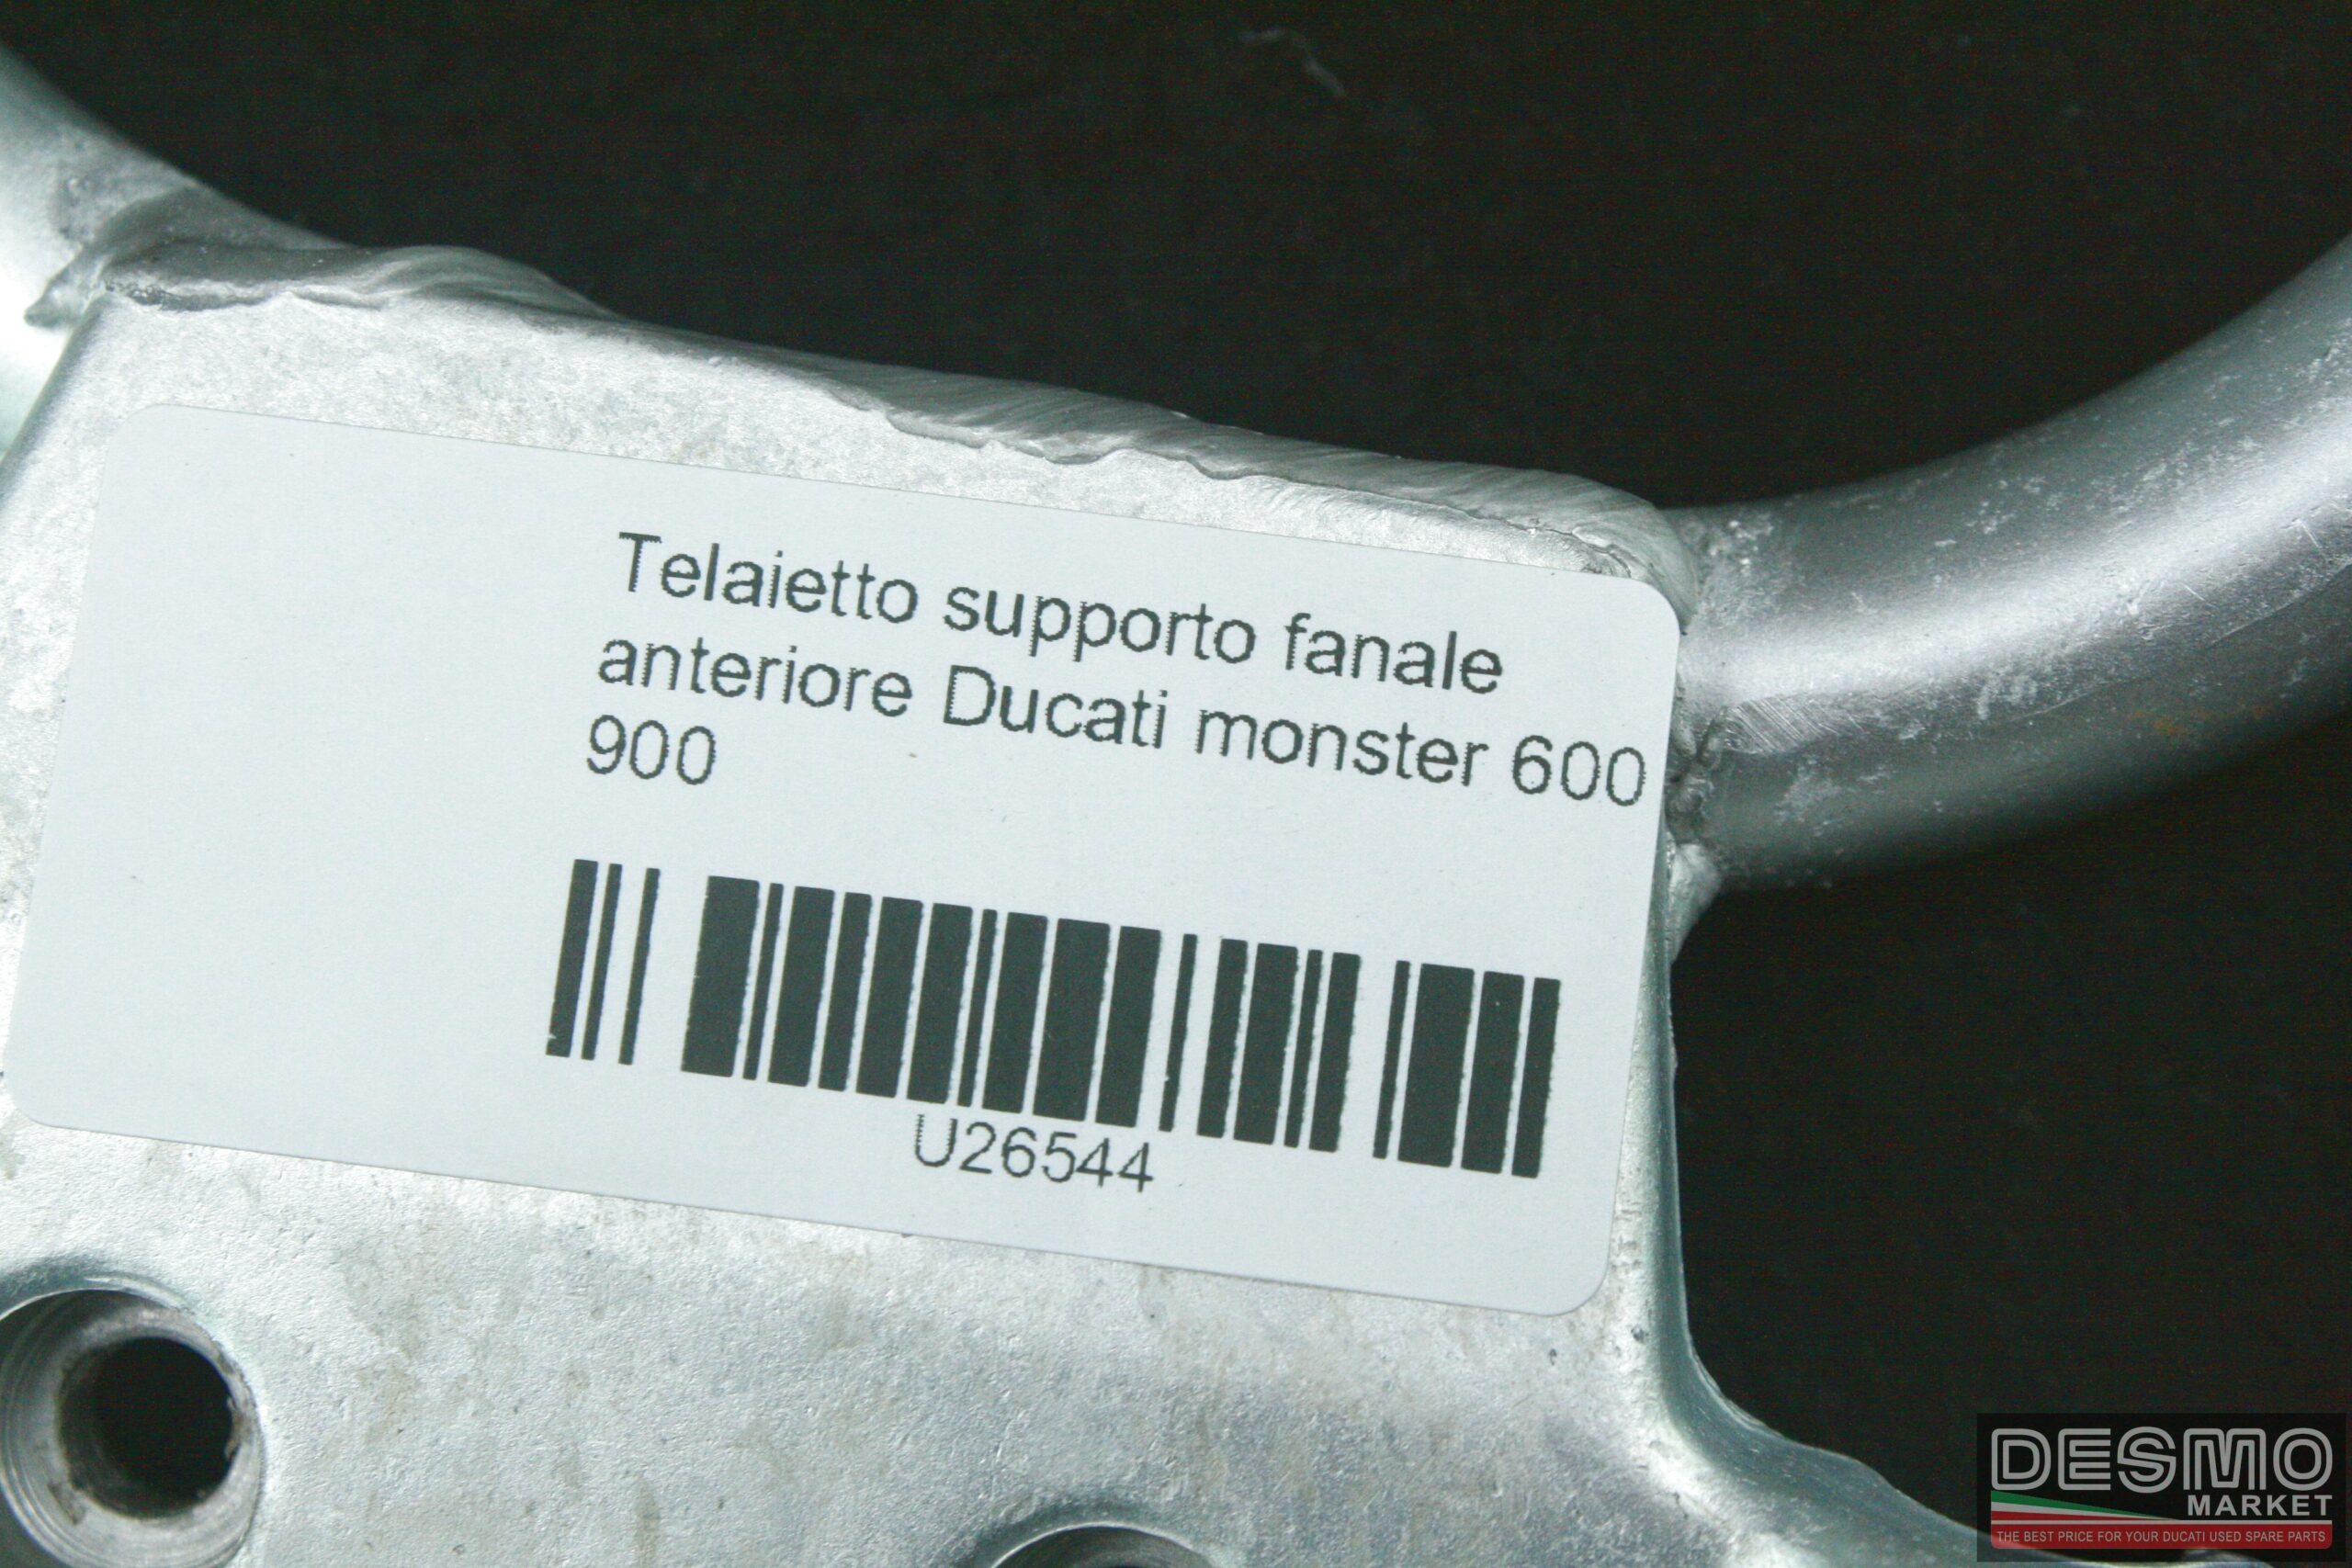 Telaietto supporto fanale
anteriore Ducati monster 600
900
U26544
DESMO
MARKET
THE BEST PRICE FOR YOUR DUCATI USED SPARE PARTS